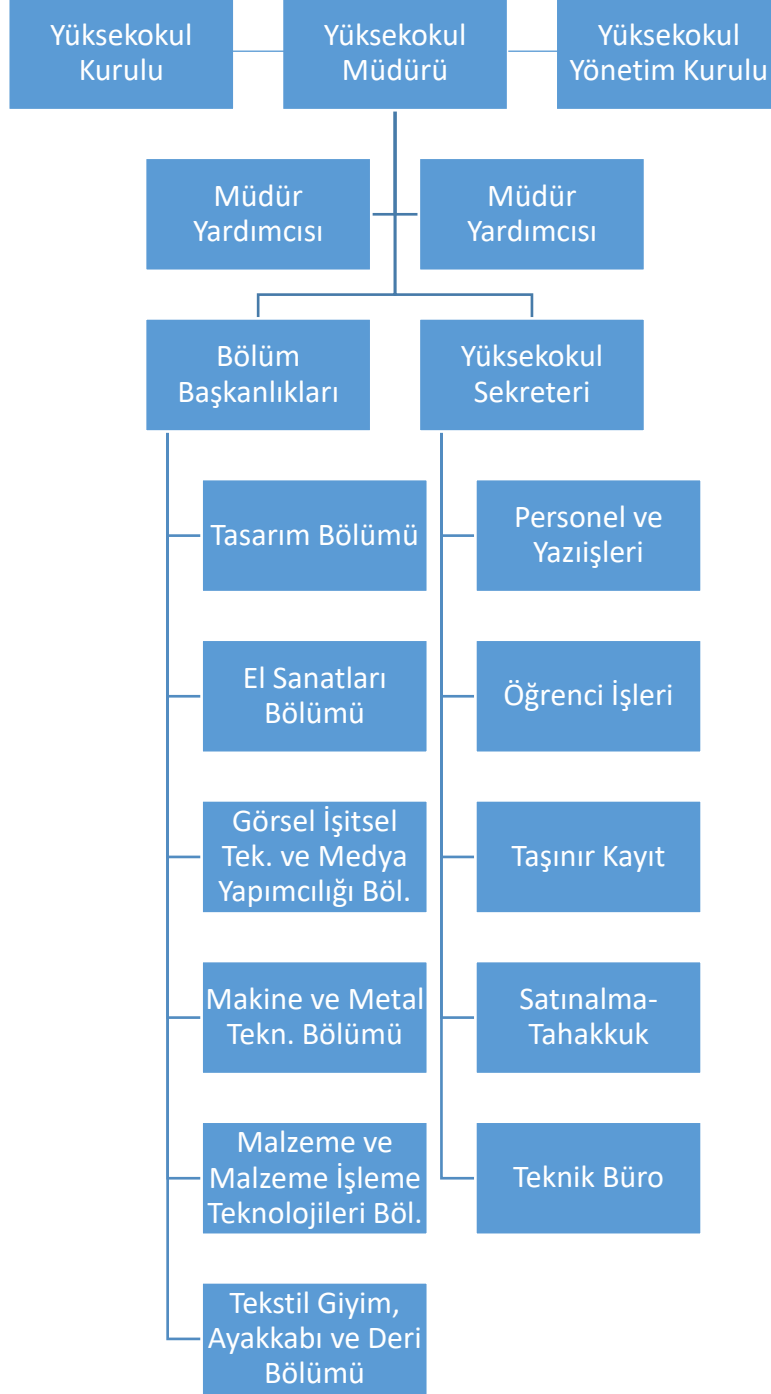 Yüksekokul
Kurulu
Yüksekokul
Müdürü
Yüksekokul
Yönetim Kurulu
Müdür
Yardımcısı
Müdür
Yardımcısı
Bölüm
Başkanlıkları
Yüksekokul
Sekreteri
Tasarım Bölümü
El Sanatları
Bölümü
Görsel İşitsel
Tek. ve Medya
Yapımcılığı Böl.
Makine ve Metal
Tekn. Bölümü
Malzeme ve
Malzeme İşleme
Teknolojileri Böl.
Tekstil Giyim,
Ayakkabı ve Deri
Bölümü
Personel ve
Yazıişleri
Öğrenci İşleri
Taşınır Kayıt
Satınalma-
Tahakkuk
Teknik Büro